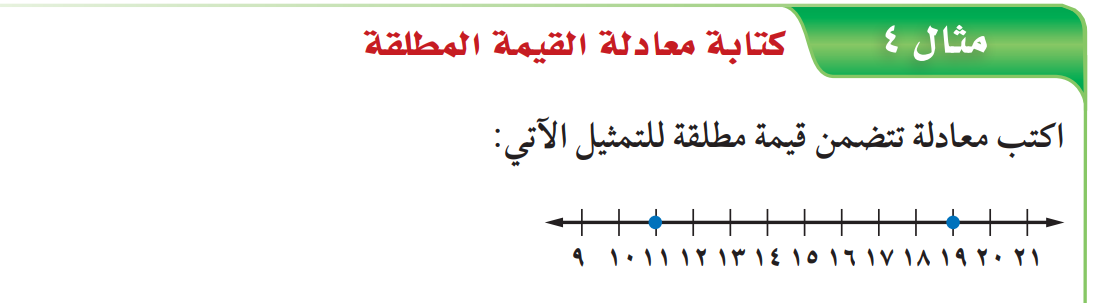 مثال ٤
كتابة معادلة القيمة المطلقة
اكتب معادلة تتضمن قيمة مطلقة للتمثيل الآتي:
٩ ١٠ ١١ ١٢ ١٣ ١٤ ١٥ ١٦ ١٧ ١٨ ١٩ ٢٠ ٢١